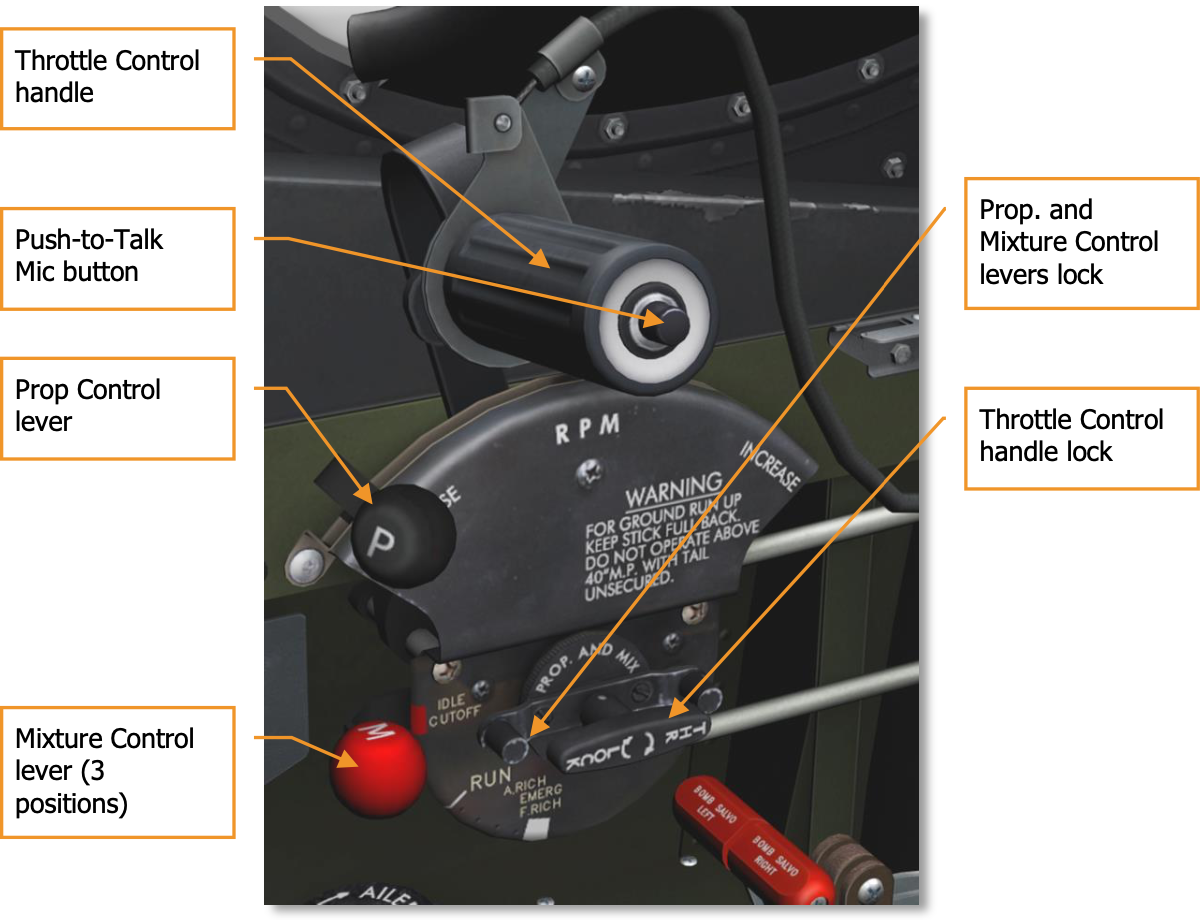 Throttle Control
handle
Push-to-Talk
Mic button
Prop Control
lever
Mixture Control
lever (3
positions)
Prop. and
Mixture Control
levers lock
Throttle Control
handle lock
RPM
INCREASE
WARNING
FOR GROUND RUN UP
KEEP STICK FULL BACK.
DO NOT OPERATE ABOVE
40"M.P. WITH TAIL
UNSECURED.
P
PROP. AND MIX
IDLE
CUTOFF
M
THR LOCK
RUN
A.RICH
EMERG
F.RICH
BOMB SALVO
LEFT
BOMB SALVO
RIGHT